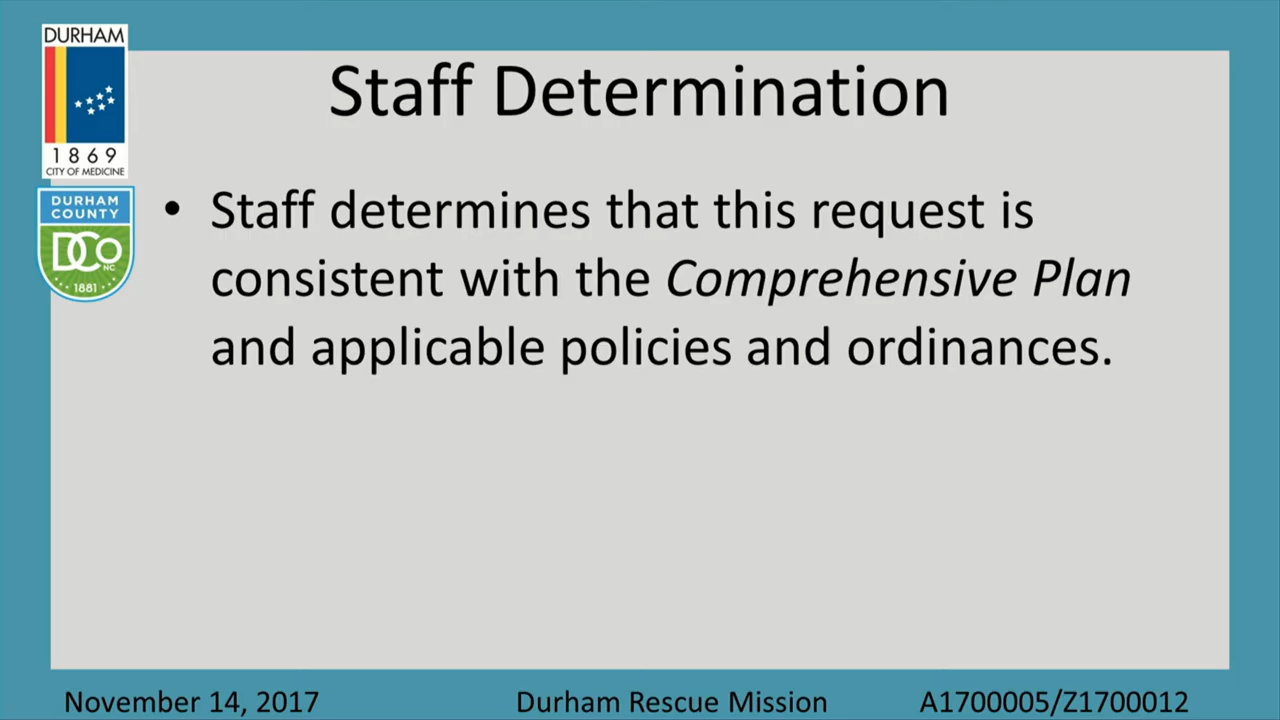 DURHAM
1869
CITY OF MEDICINE
DURHAM
COUNTY
DCo
NC
1881
Staff Determination
• Staff determines that this request is
consistent with the Comprehensive Plan
and applicable policies and ordinances.
November 14, 2017
Durham Rescue Mission
A1700005/Z1700012